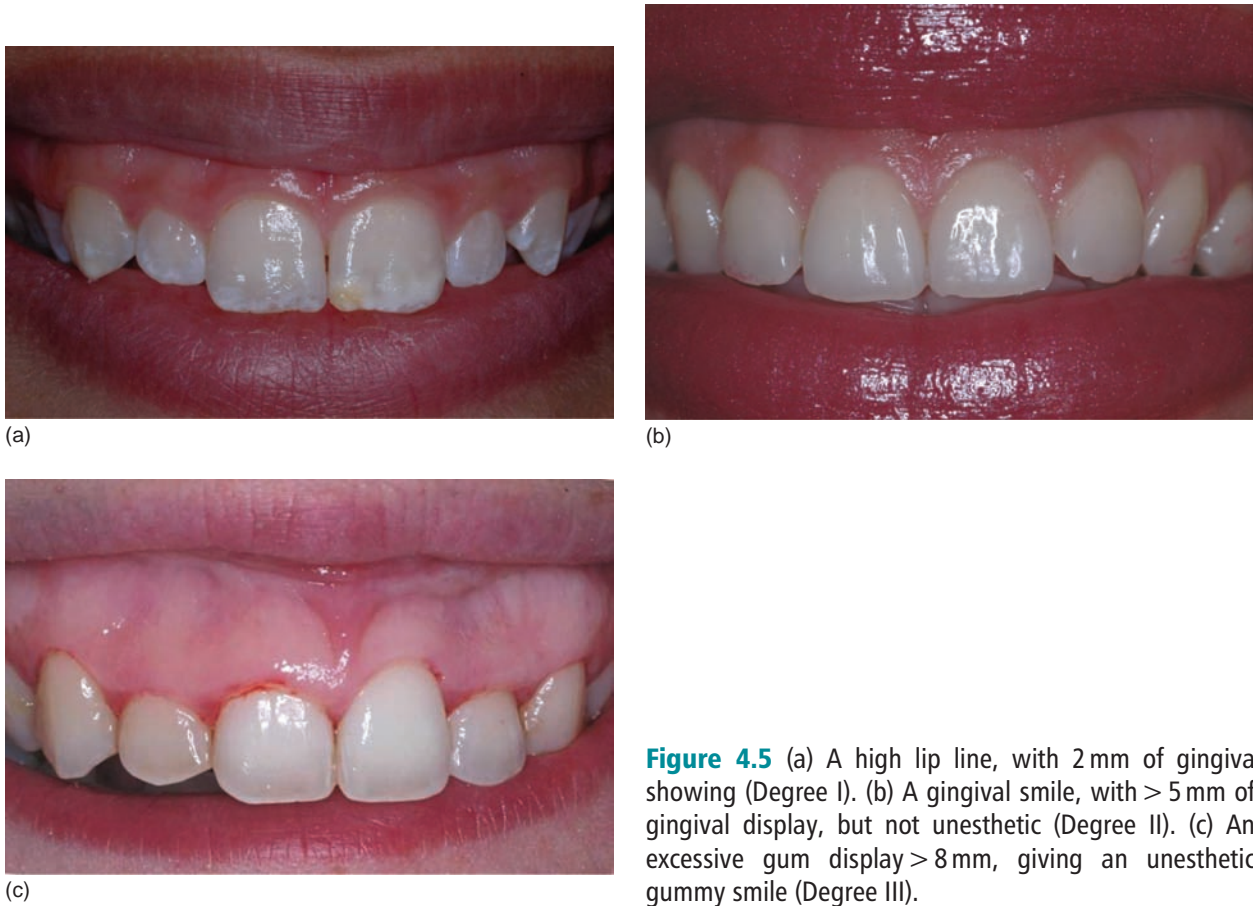 (a)
(b)
(c)
Figure 4.5 (a) A high lip line, with 2 mm of gingiva
showing (Degree I). (b) A gingival smile, with > 5 mm of
gingival display, but not unesthetic (Degree II). (c) An
excessive gum display > 8 mm, giving an unesthetic
gummy smile (Degree III).